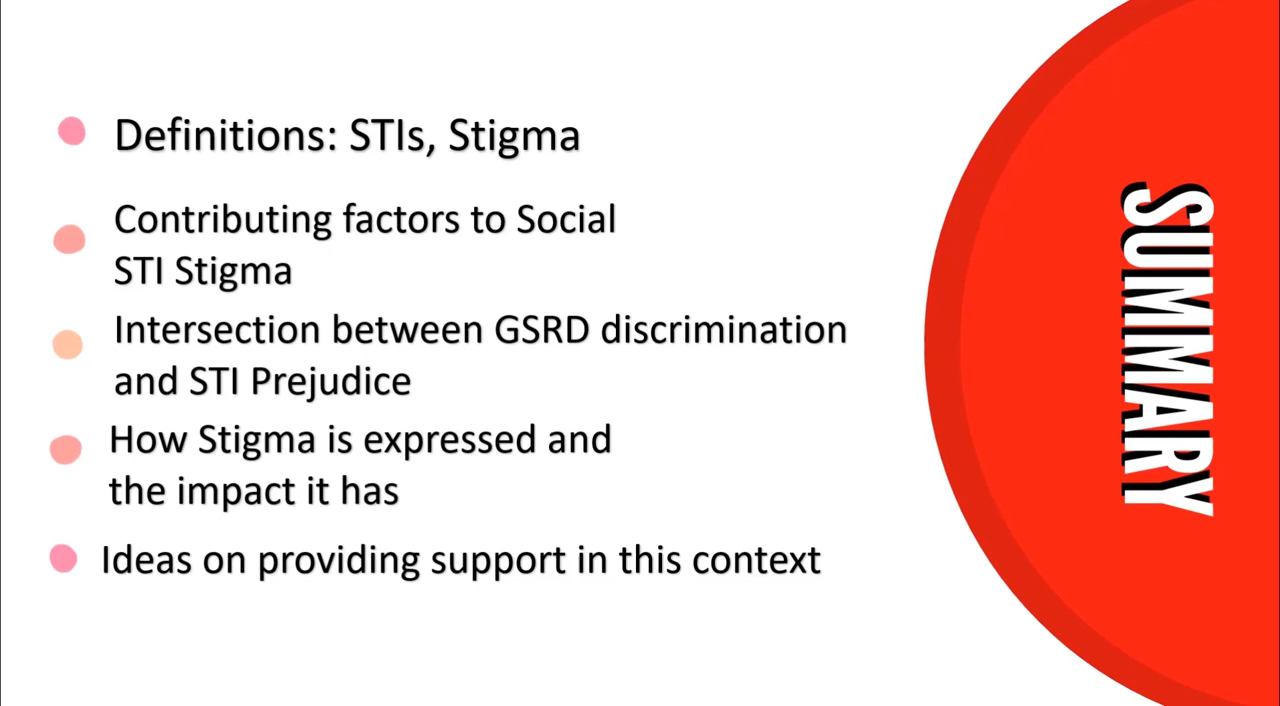 Definitions: STIs, Stigma
Contributing factors to Social
STI Stigma
Intersection between GSRD discrimination
and STI Prejudice
How Stigma is expressed and
the impact it has
Ideas on providing support in this context
SUMMARY